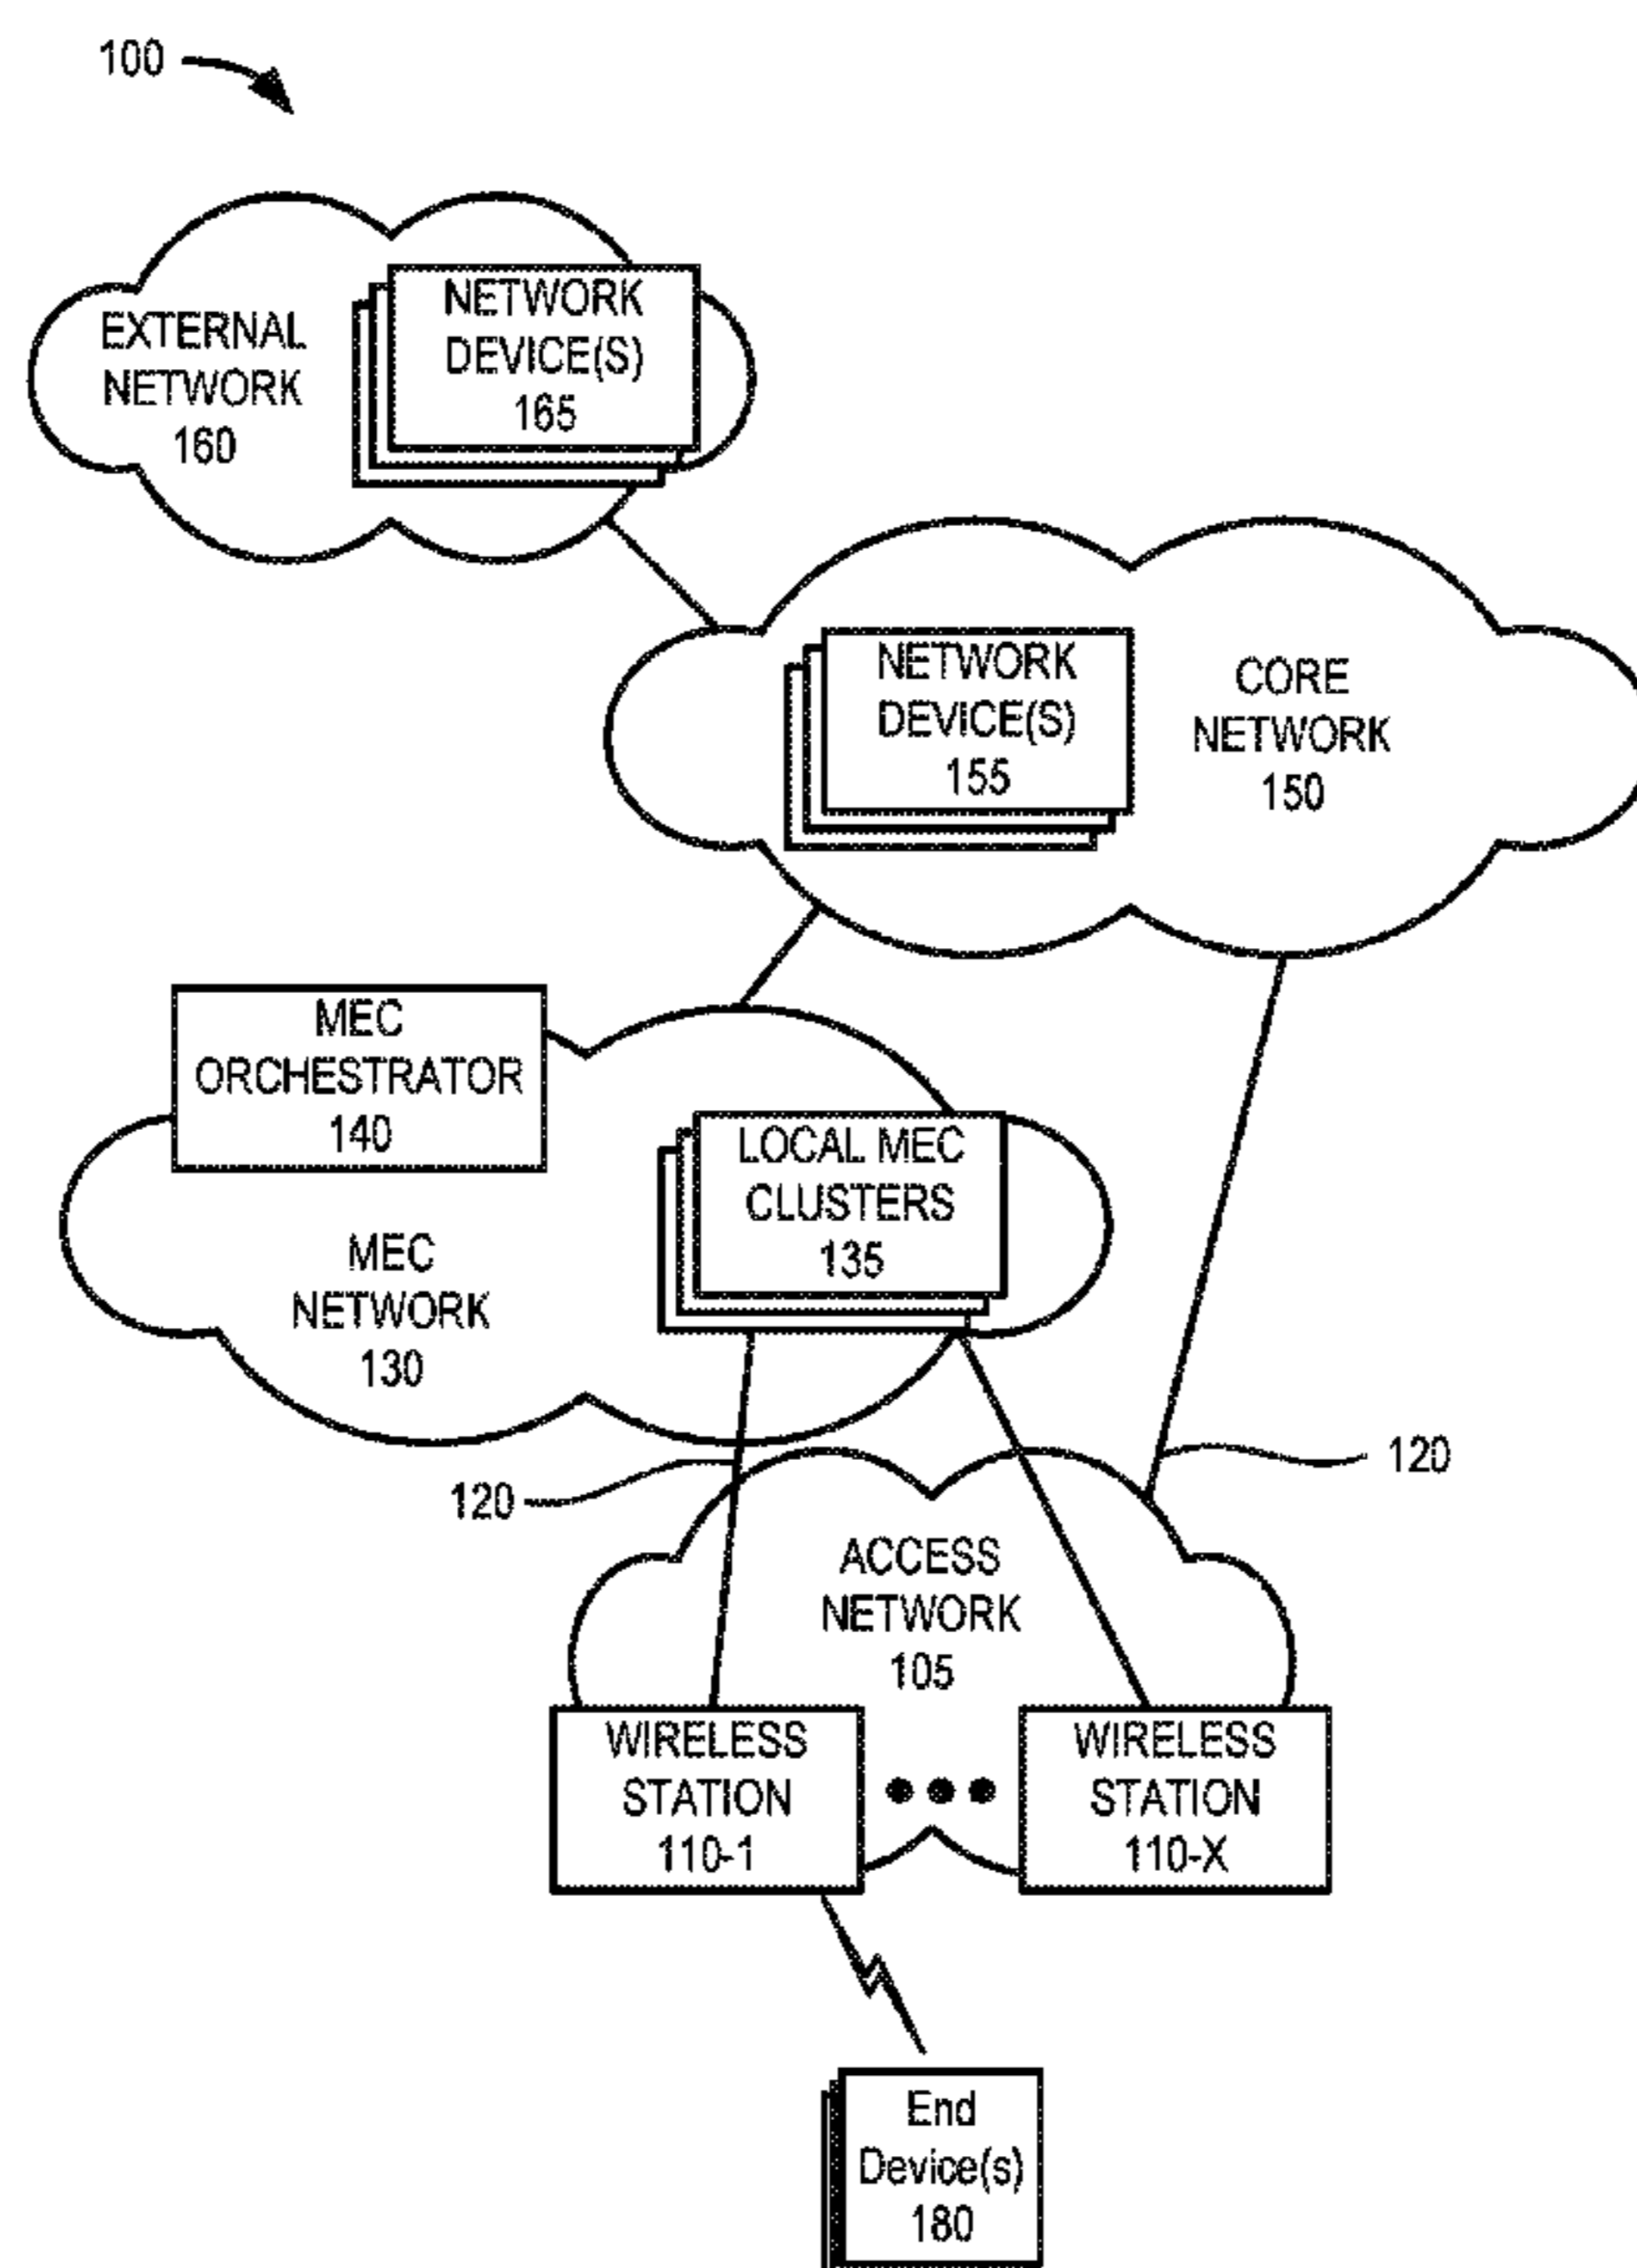 100
EXTERNAL
NETWORK
160
NETWORK
DEVICE(S)
165
NETWORK
DEVICE(S)
155
CORE
NETWORK
150
MEC
ORCHESTRATOR
140
LOCAL MEC
CLUSTERS
135
MEC
NETWORK
130
120
120
ACCESS
NETWORK
105
WIRELESS
STATION
110-1
WIRELESS
STATION
110-X
End
Device(s)
180